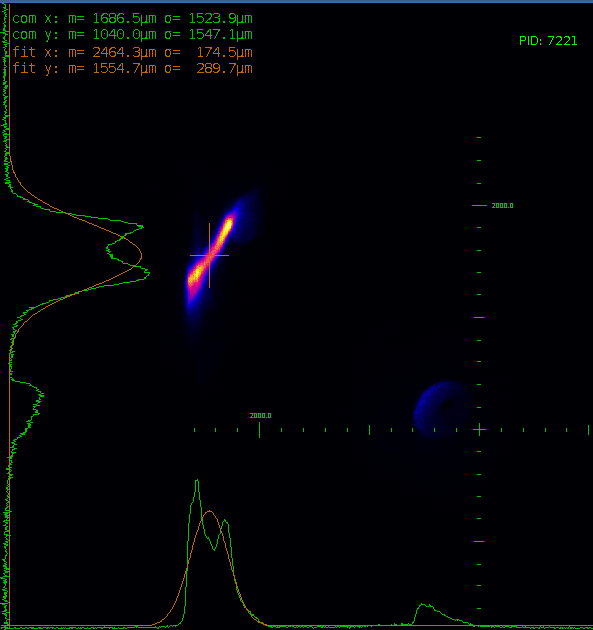 com x: m= 1686.5µm σ= 1523.9µm
com y: m= 1040.0µm σ= 1547.1µm
fit x: m= 2464.3µm σ= 174.5µm
fit y: m= 1554.7µm σ= 289.7µm
PID: 7221
2000.0
2000.0